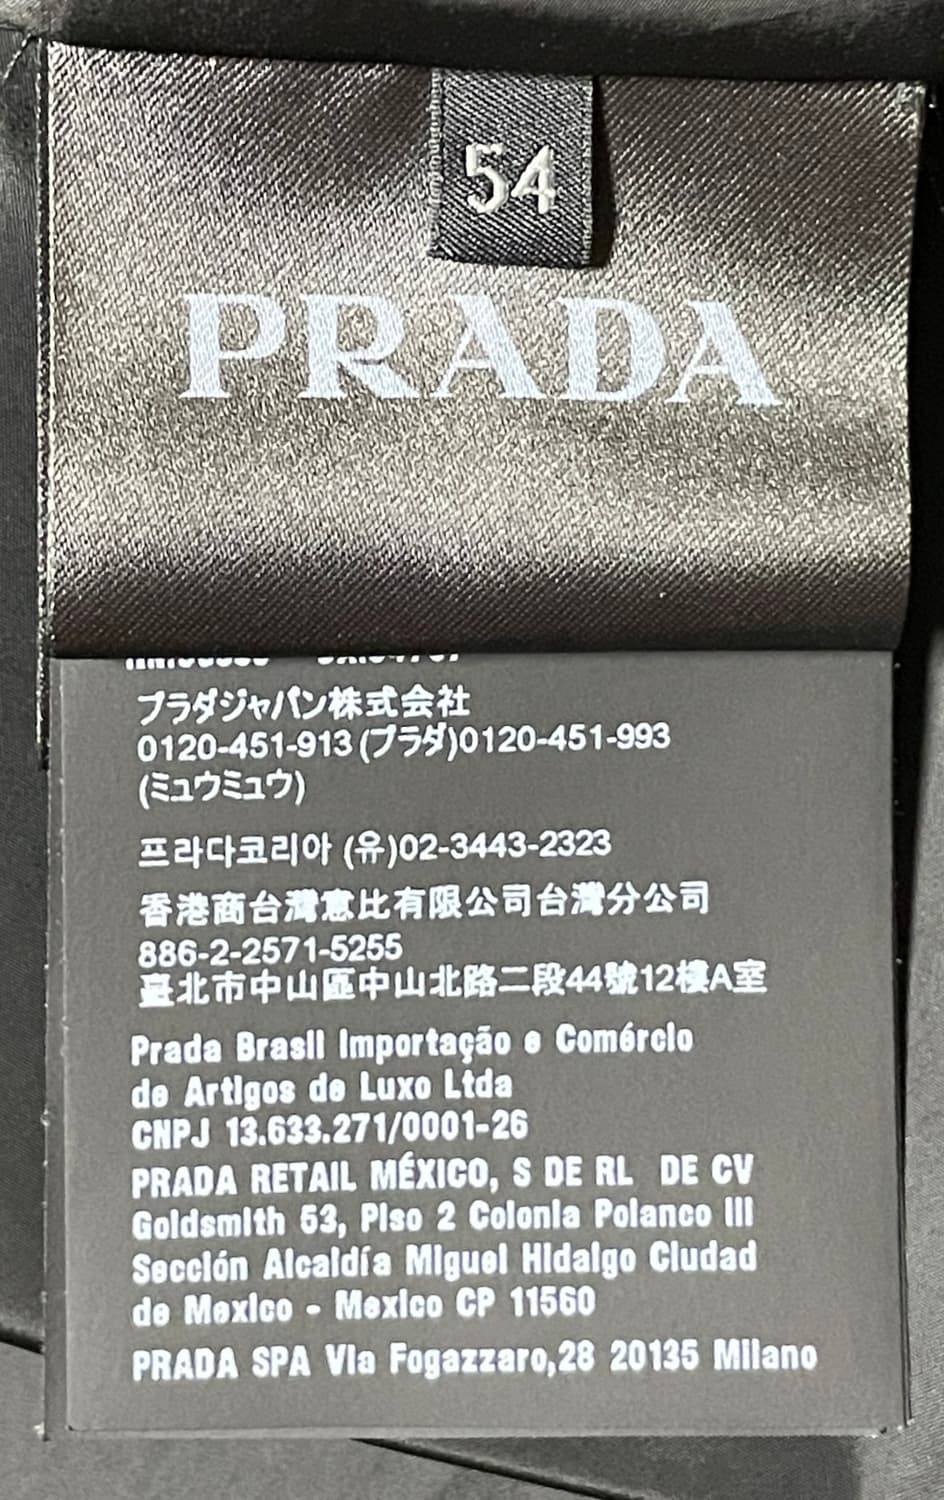 54
PRADA
プラダジャパン株式会社
0120-451-913 (プラダ)0120-451-993
(ミュウミュウ)
프라다코리아 (유)02-3443-2323
香港商台灣意比有限公司台灣分公司
886-2-2571-5255
臺北市中山區中山北路二段44號12樓A室
Prada Brasil Importação e Comércio
de Artigos de Luxo Ltda
CNPJ 13.633.271/0001-26
PRADA RETAIL MÉXICO, S DE RL DE CV
Goldsmith 53, Piso 2 Colonia Polanco III
Sección Alcaldía Miguel Hidalgo Ciudad
de Mexico - Mexico CP 11560
PRADA SPA Via Fogazzaro,28 20135 Milano